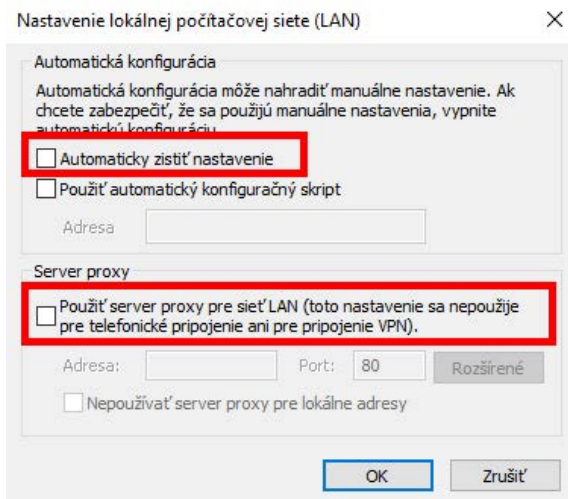 Nastavenie lokálnej počítačovej siete (LAN)
Automatická konfigurácia
Automatická konfigurácia môže nahradiť manuálne nastavenie. Ak
chcete zabezpečiť, že sa použijú manuálne nastavenia, vypnite
automatickú konfiguráciu.
Automaticky zistiť nastavenie
Použiť automatický konfiguračný skript
Adresa
Server proxy
Použiť server proxy pre sieť LAN (toto nastavenie sa nepoužije
pre telefonické pripojenie ani pre pripojenie VPN).
Adresa: Port: 80 Rozšírené
Nepoužívať server proxy pre lokálne adresy
OK Zrušiť